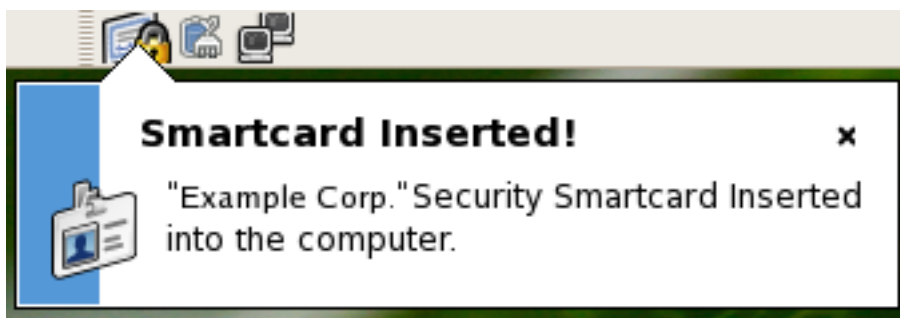 Smartcard Inserted!
"Example Corp."Security Smartcard Inserted
into the computer.